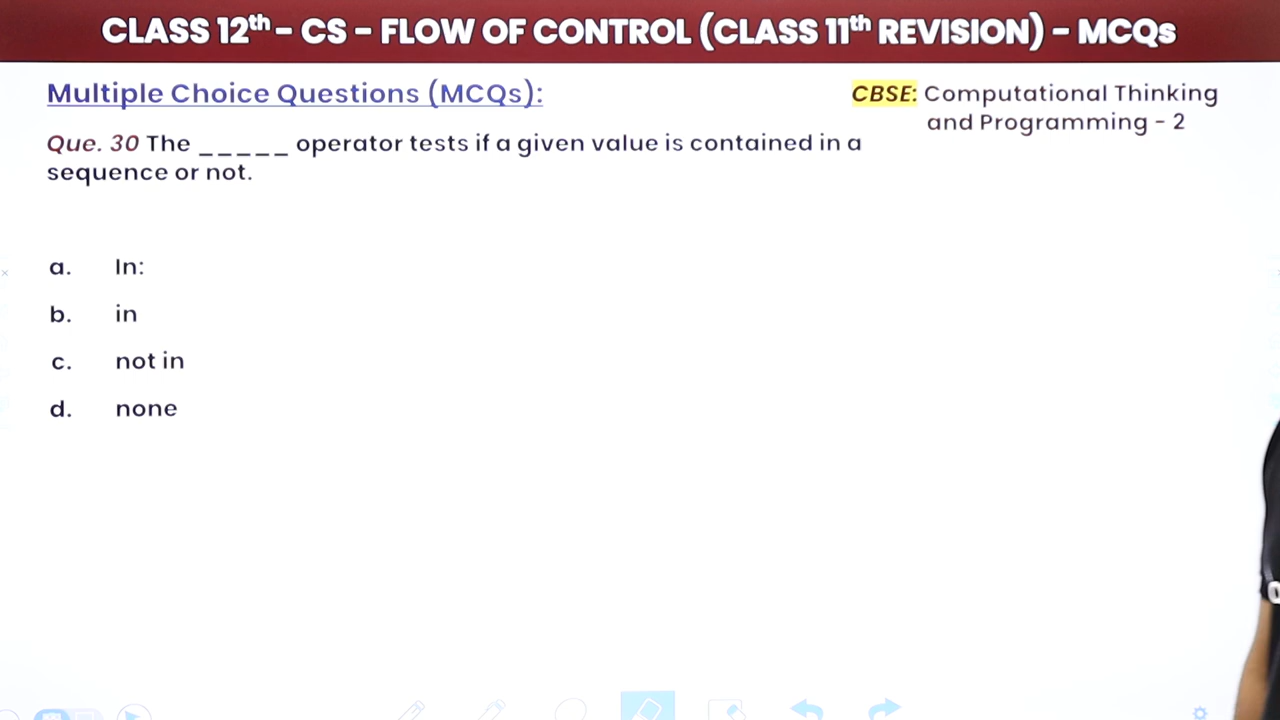 CLASS 12th – CS – FLOW OF CONTROL (CLASS 11th REVISION) – MCQs
Multiple Choice Questions (MCQs):
CBSE: Computational Thinking
and Programming - 2
Que. 30 The _____ operator tests if a given value is contained in a
sequence or not.
a. In:
b. in
c. not in
d. none